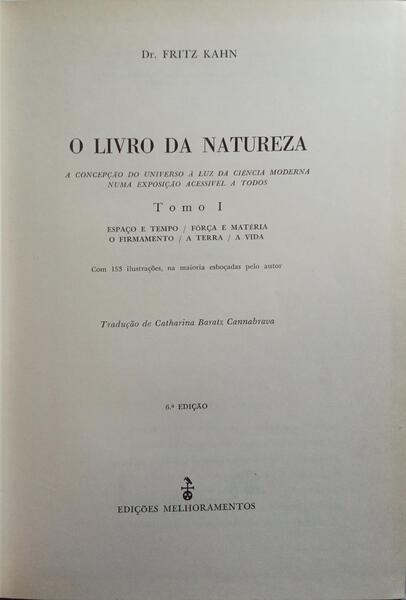 Dr. FRITZ KAHN
O LIVRO DA NATUREZA
A CONCEPÇÃO DO UNIVERSO À LUZ DA CIÊNCIA MODERNA
NUMA EXPOSIÇÃO ACESSÍVEL A TODOS
Tomo I
ESPAÇO E TEMPO / FÔRÇA E MATÉRIA
O FIRMAMENTO / A TERRA / A VIDA
Com 153 ilustrações, na maioria esboçadas pelo autor
Tradução de Catharina Baratz Cannabrava
6.ª EDIÇÃO
EDIÇÕES MELHORAMENTOS